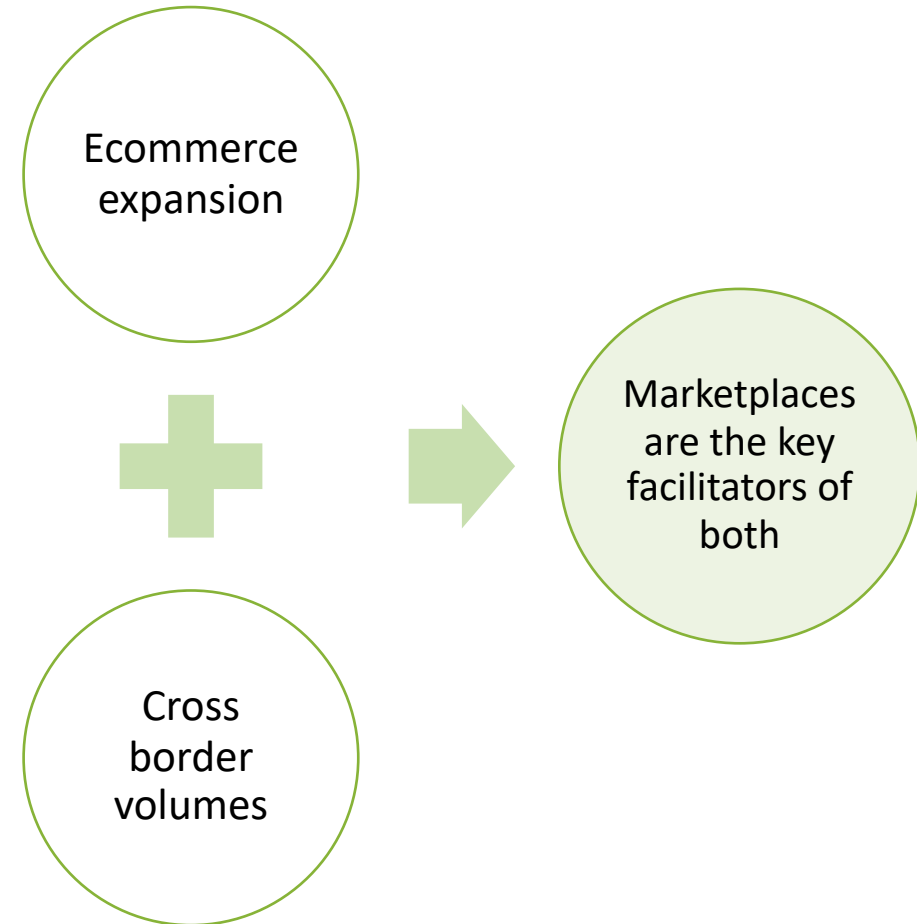 Ecommerce
expansion
Marketplaces
are the key
facilitators of
both
Cross
border
volumes